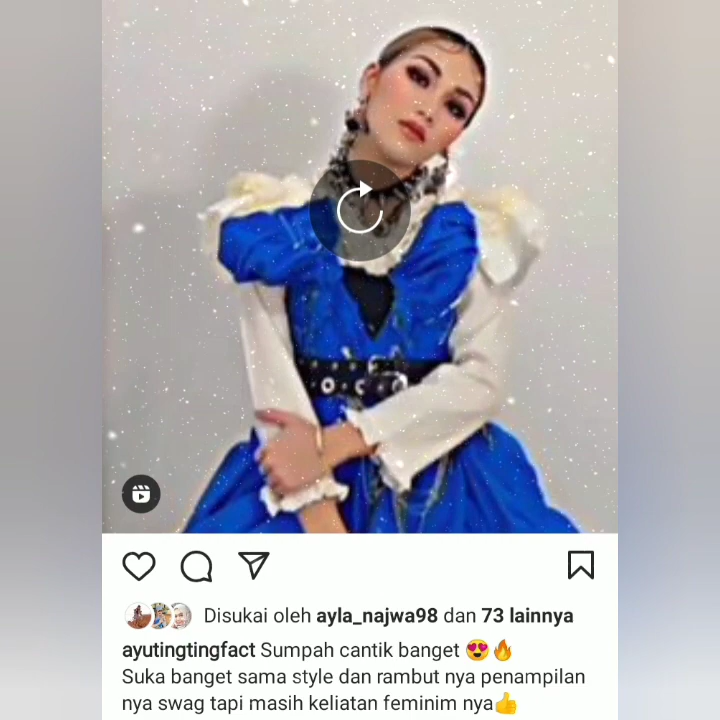 Disukai oleh ayla_najwa98 dan 73 lainnya
ayutingtingfact Sumpah cantik banget 😍🔥
Suka banget sama style dan rambut nya penampilan
nya swag tapi masih keliatan feminim nya👍